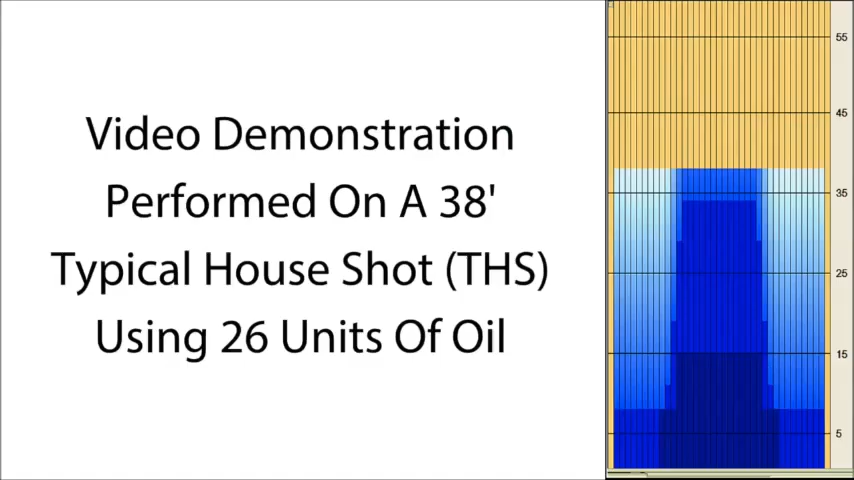 Video Demonstration
Performed On A 38'
Typical House Shot (THS)
Using 26 Units Of Oil
55
45
35
25
15
5